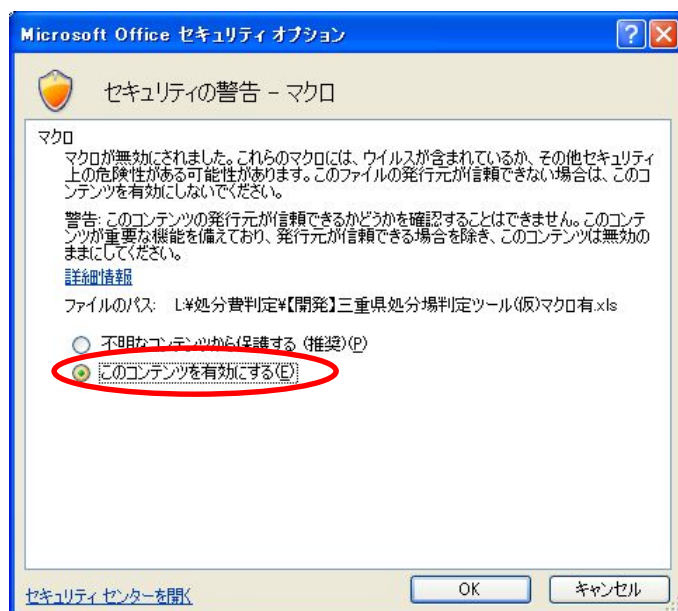 Microsoft Office セキュリティ オプション
セキュリティの警告 - マクロ
マクロ
マクロが無効にされました。これらのマクロには、ウイルスが含まれているか、その他セキュリティ
上の危険性がある可能性があります。このファイルの発行元が信頼できない場合は、このコ
ンテンツを有効にしないでください。
警告: このコンテンツの発行元が信頼できるかどうかを確認することはできません。このコンテ
ンツが重要な機能を備えており、発行元が信頼できる場合を除き、このコンテンツは無効の
ままにしてください。
詳細情報
ファイルのパス: L:¥処分費判定¥【開発】三重県処分場判定ツール(仮)マクロ有.xls
不明なコンテンツから保護する (推奨)(P)
このコンテンツを有効にする(E)
セキュリティ センターを開く
OK
キャンセル